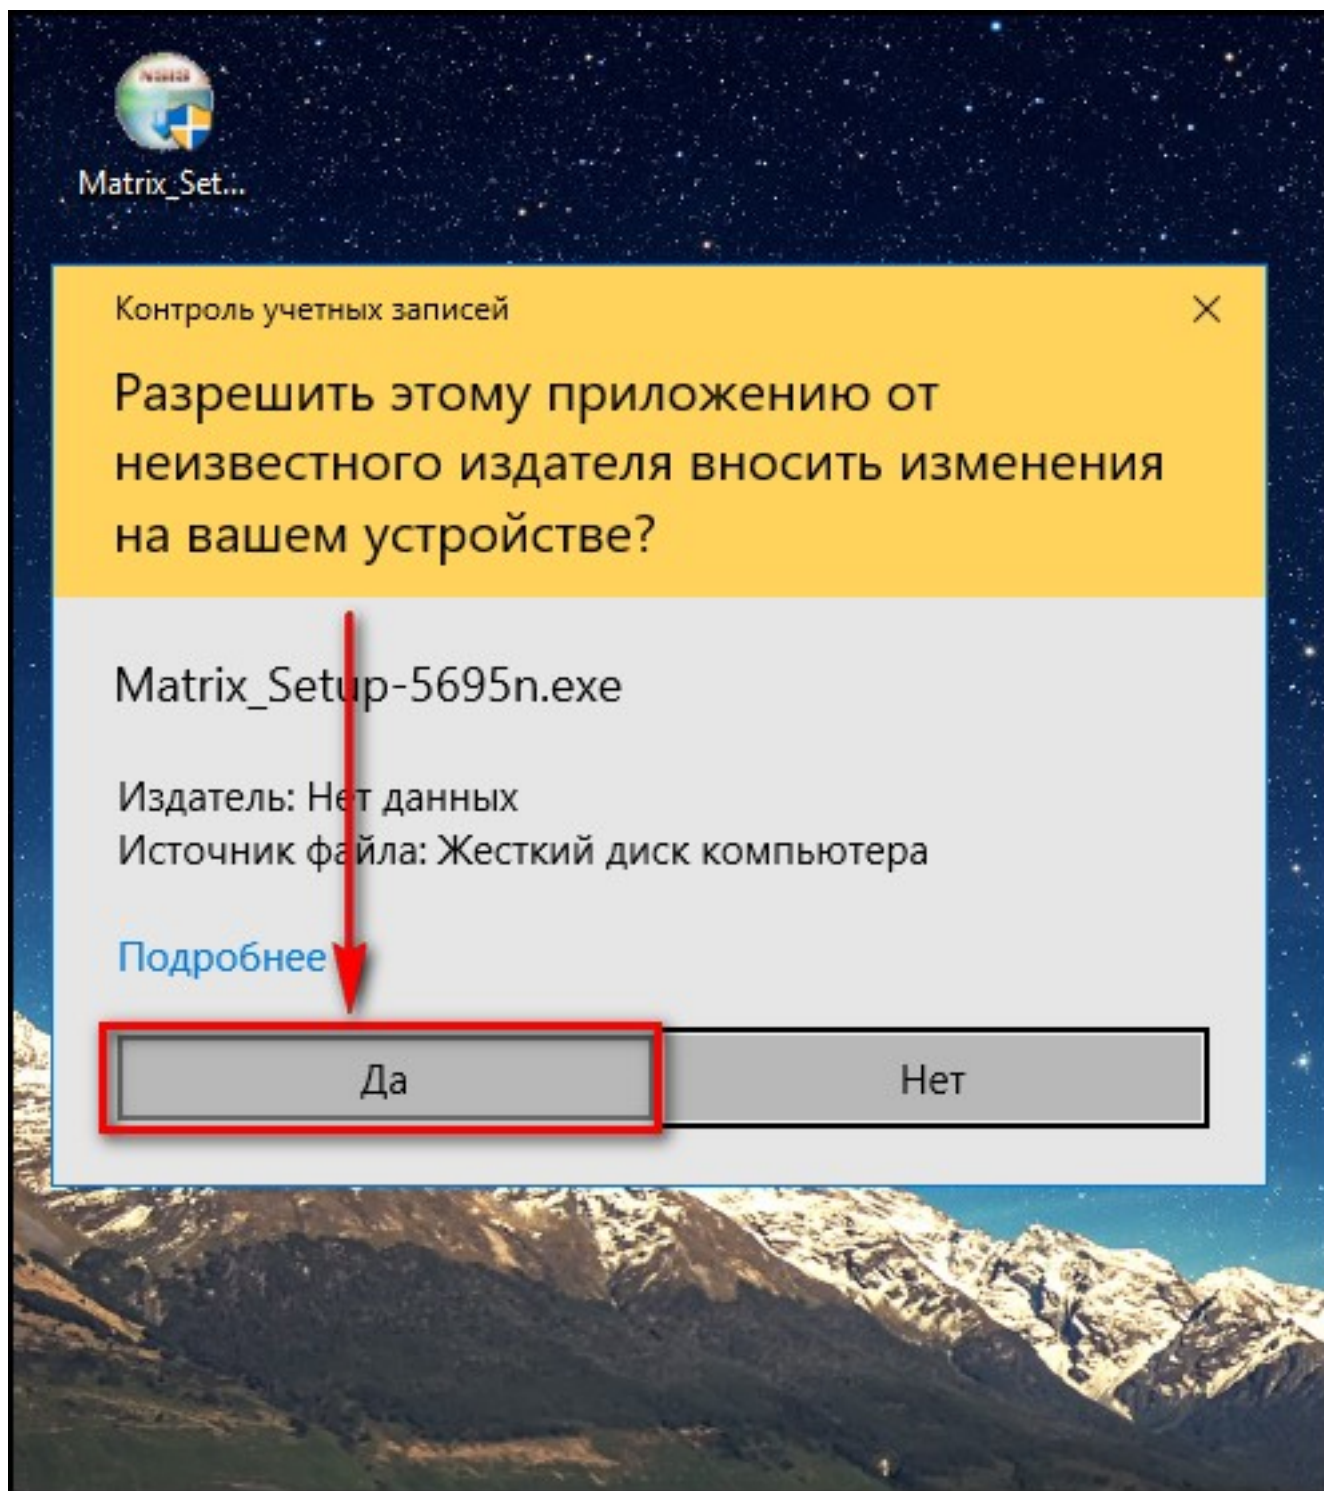 Matrix_Set...
Контроль учетных записей
Разрешить этому приложению от
неизвестного издателя вносить изменения
на вашем устройстве?
Matrix_Setup-5695n.exe
Издатель: Нет данных
Источник файла: Жесткий диск компьютера
Подробнее
Да Нет